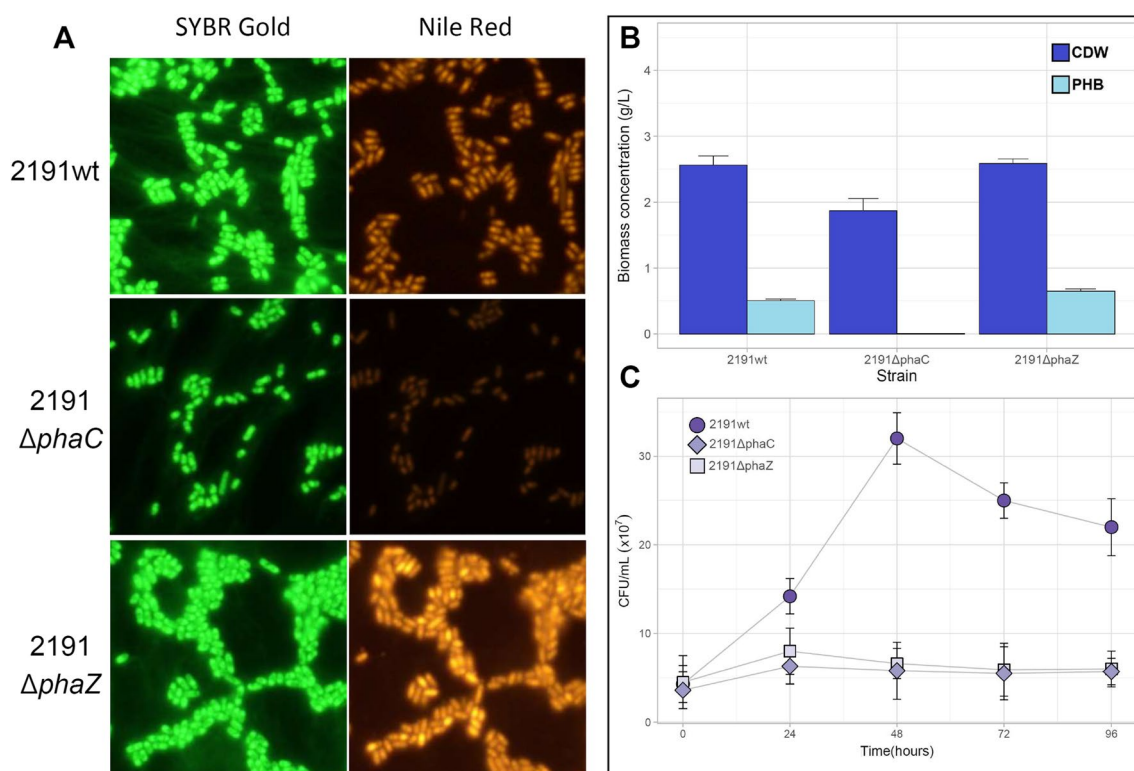 A
SYBR Gold
Nile Red
2191wt
2191
ΔphaC
2191
ΔphaZ
B
CDW
PHB
Biomass concentration (g/L)
4
3
2
1
0
2191wt
2191ΔphaC
2191ΔphaZ
Strain
C
2191wt
2191ΔphaC
2191ΔphaZ
CFU/mL (x10⁷)
30
20
10
0
0
24
48
72
96
Time(hours)